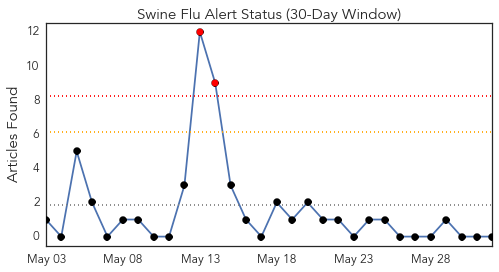 Swine Flu Alert Status (30-Day Window)
Articles Found
12
10
8
6
4
2
0
May 03 May 08 May 13 May 18 May 23 May 28